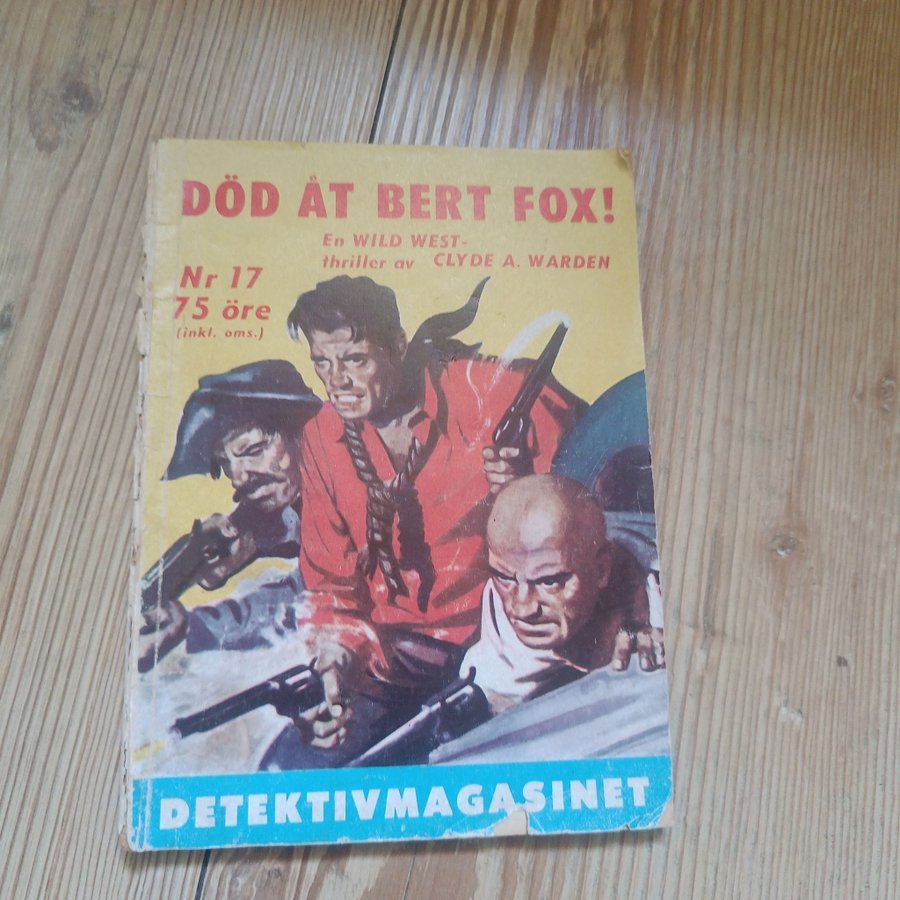 DÖD ÅT BERT FOX!
En WILD WEST-
thriller av CLYDE A. WARDEN
Nr 17
75 öre
(inkl. oms.)
DETEKTIVMAGASINET